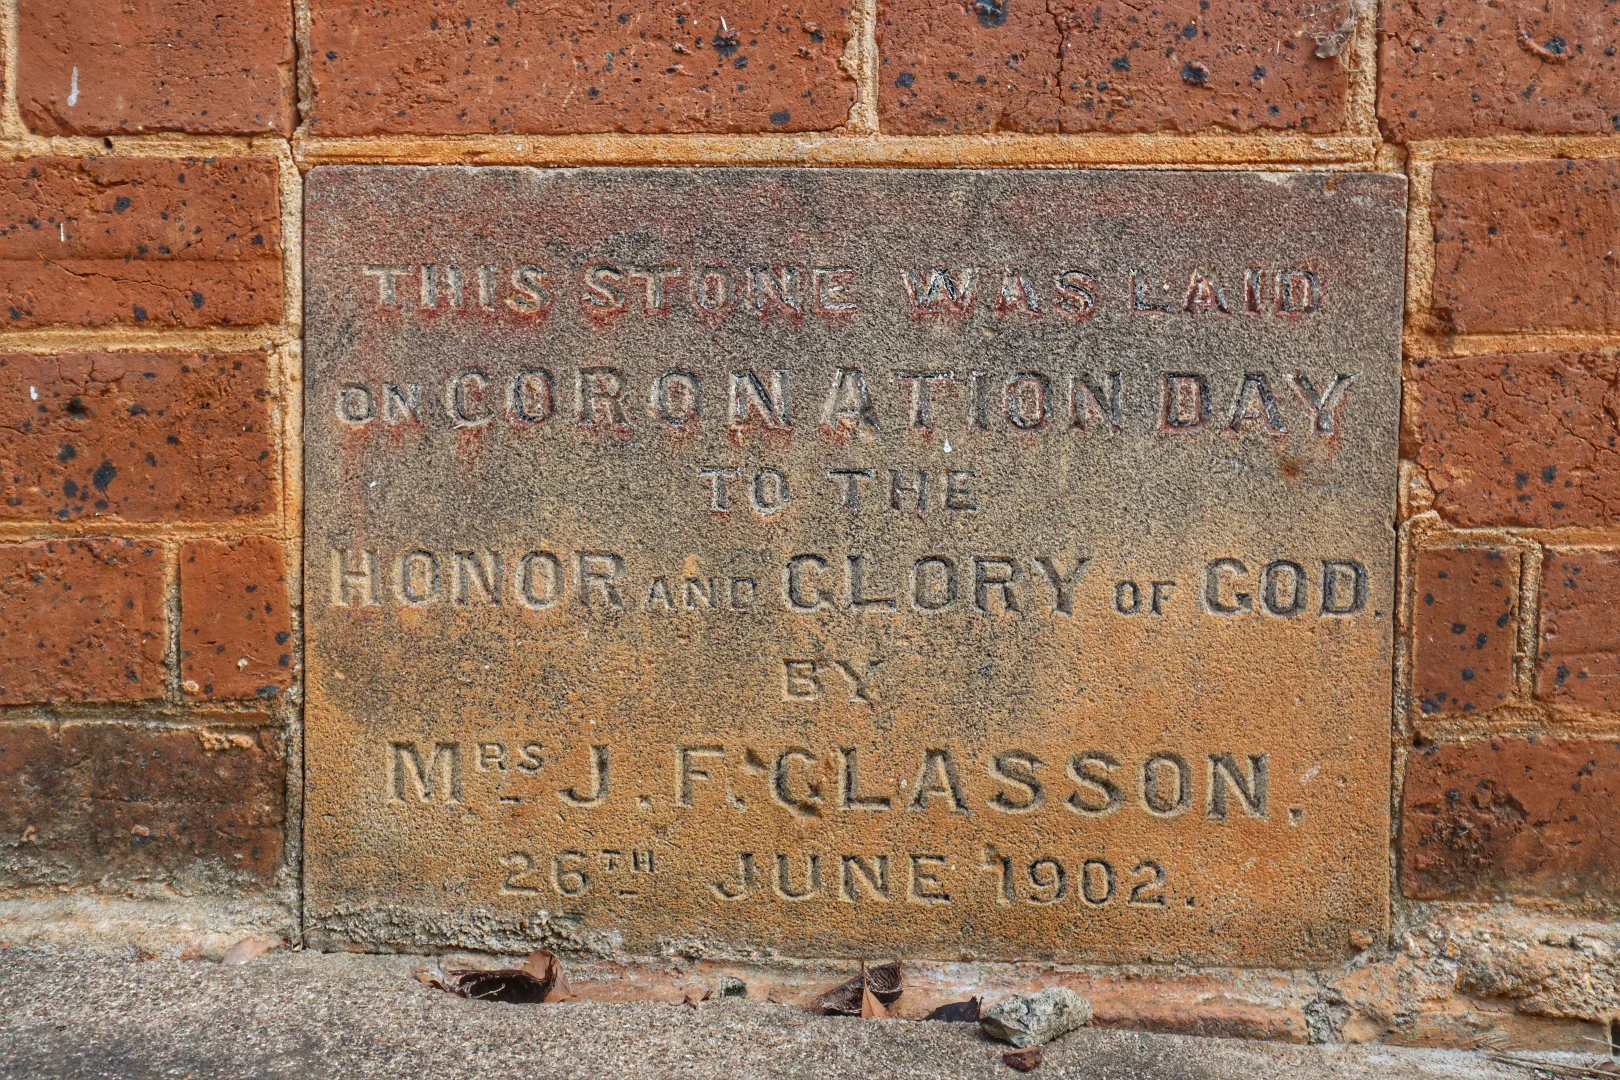 THIS STONE WAS LAID
ON CORONATION DAY
TO THE
HONOR AND GLORY OF GOD.
BY
MRS J. F. GLASSON,
26TH JUNE 1902.